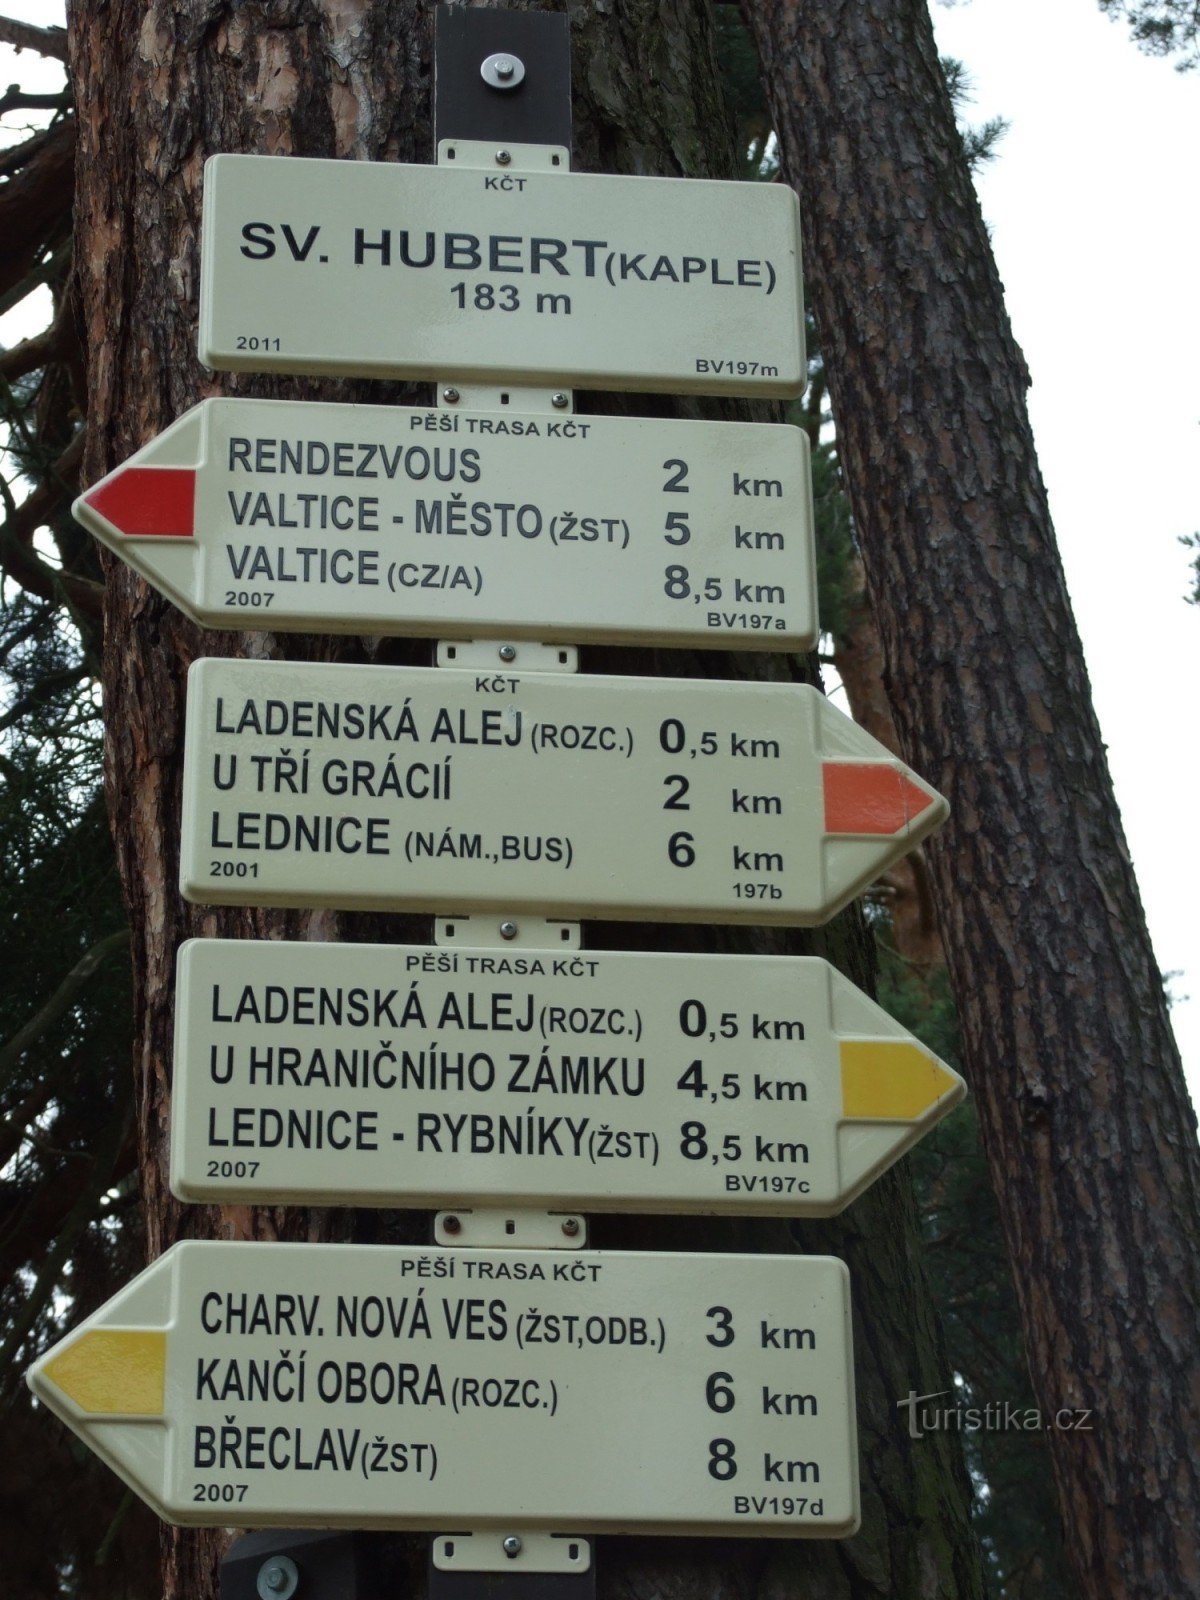 KČT
SV. HUBERT (KAPLE)
183 m
2011 BV197m
PĚŠÍ TRASA KČT
RENDEZVOUS 2 km
VALTICE - MĚSTO (ŽST) 5 km
VALTICE (CZ/A) 8,5 km
2007 BV197a
KČT
LADENSKÁ ALEJ (ROZC.) 0,5 km
U TŘÍ GRÁCIÍ 2 km
LEDNICE (NÁM.,BUS) 6 km
2001 197b
PĚŠÍ TRASA KČT
LADENSKÁ ALEJ (ROZC.) 0,5 km
U HRANIČNÍHO ZÁMKU 4,5 km
LEDNICE - RYBNÍKY (ŽST) 8,5 km
2007 BV197c
PĚŠÍ TRASA KČT
CHARV. NOVÁ VES (ŽST,ODB.) 3 km
KANČÍ OBORA (ROZC.) 6 km
BŘECLAV (ŽST) 8 km
2007 BV197d
Turistika.cz